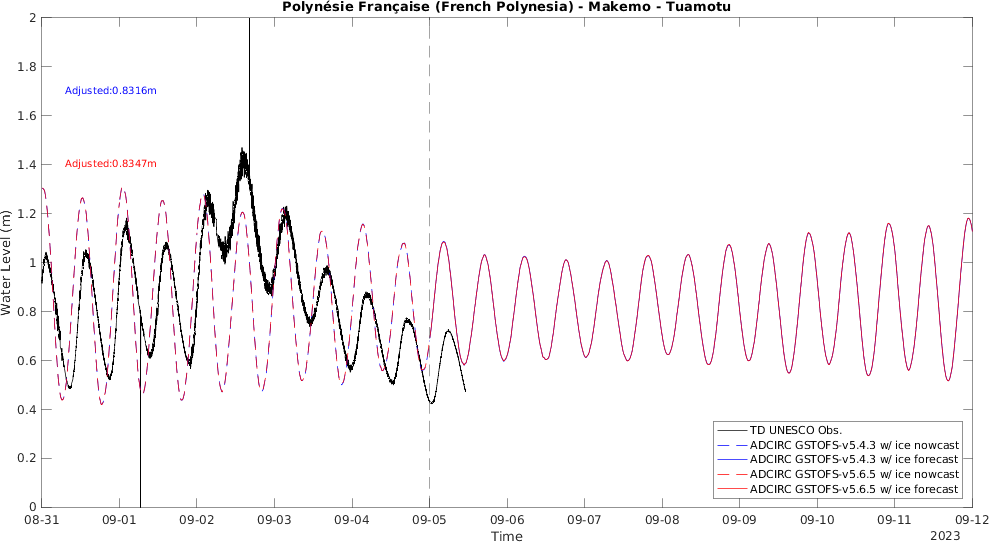 Polynésie Française (French Polynesia) - Makemo - Tuamotu
Water Level (m)
2
1.8
1.6
1.4
1.2
1
0.8
0.6
0.4
0.2
0
Adjusted:0.8316m
Adjusted:0.8347m
TD UNESCO Obs.
ADCIRC GSTOFS-v5.4.3 w/ ice nowcast
ADCIRC GSTOFS-v5.4.3 w/ ice forecast
ADCIRC GSTOFS-v5.6.5 w/ ice nowcast
ADCIRC GSTOFS-v5.6.5 w/ ice forecast
08-31 09-01 09-02 09-03 09-04 09-05 09-06 09-07 09-08 09-09 09-10 09-11 09-12
Time
2023